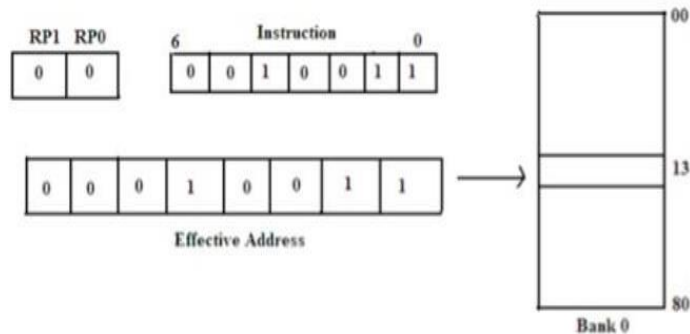 RP1 RP0
0 0
6 Instruction 0
0 0 1 0 0 1 1
0 0 0 1 0 0 1 1
Effective Address
00
13
80
Bank 0